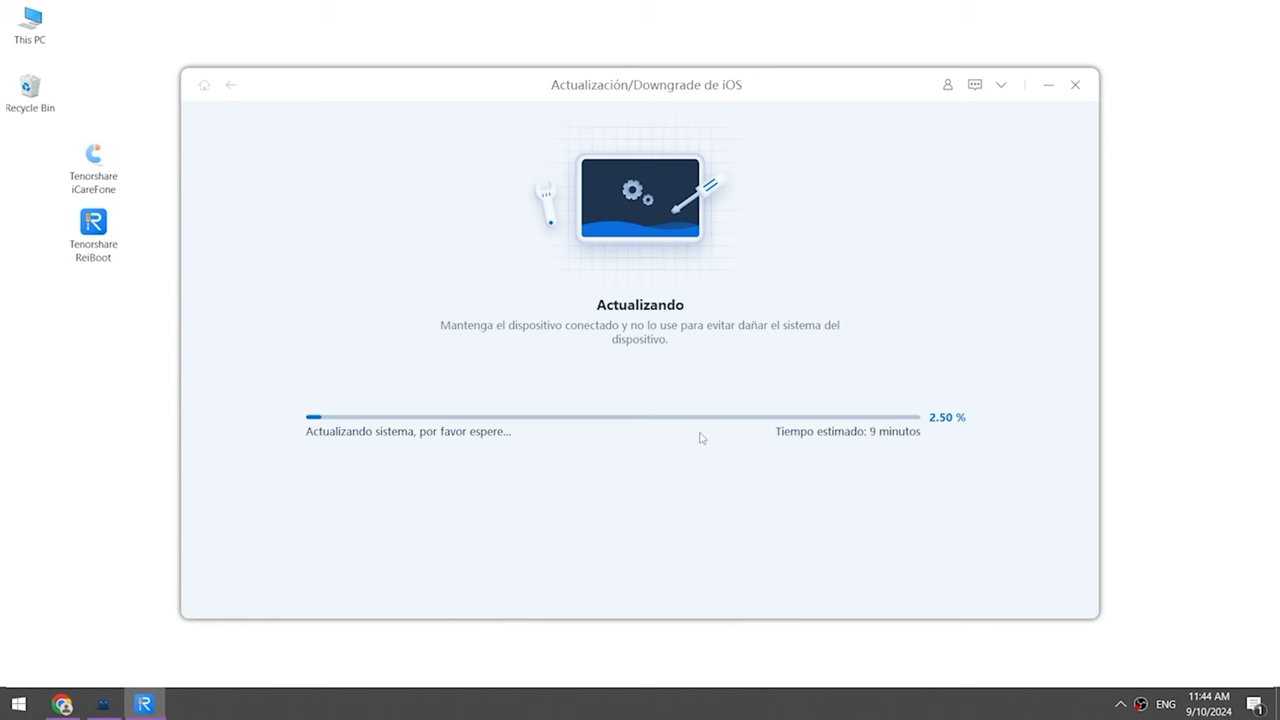 This PC
Recycle Bin
Tenorshare
iCareFone
Tenorshare
ReiBoot
Actualización/Downgrade de iOS
Actualizando
Mantenga el dispositivo conectado y no lo use para evitar dañar el sistema del
dispositivo.
2.50 %
Actualizando sistema, por favor espere...
Tiempo estimado: 9 minutos
ENG
11:44 AM
9/10/2024
1